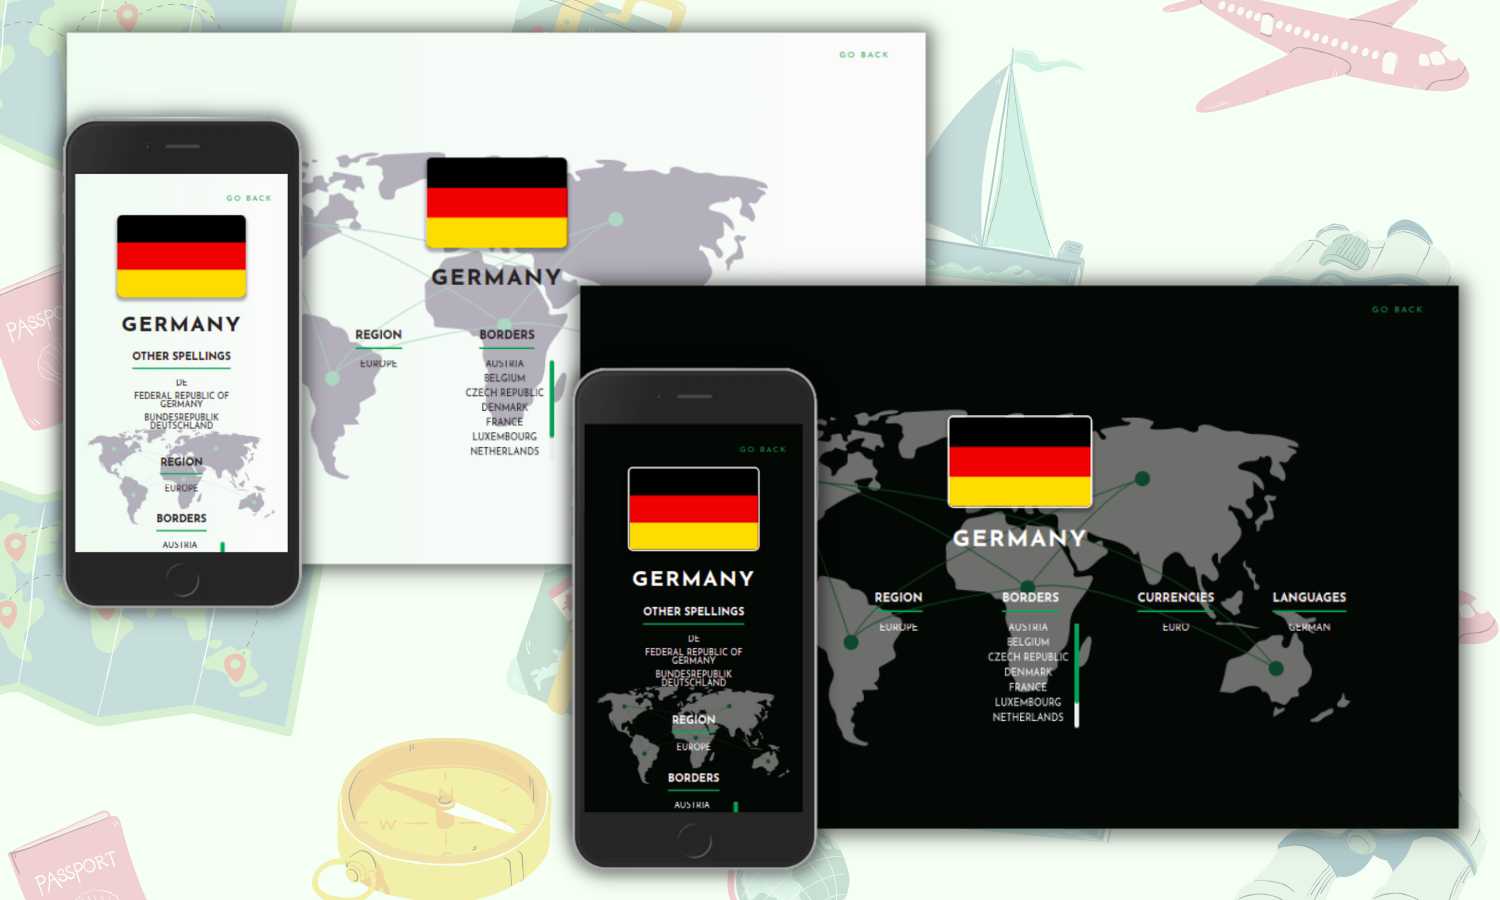 GO BACK
GERMANY
REGION
EUROPE
BORDERS
AUSTRIA
BELGIUM
CZECH REPUBLIC
DENMARK
FRANCE
LUXEMBOURG
NETHERLANDS
GO BACK
GERMANY
OTHER SPELLINGS
DE
FEDERAL REPUBLIC OF
GERMANY
BUNDESREPUBLIK
DEUTSCHLAND
REGION
EUROPE
BORDERS
AUSTRIA
GO BACK
GERMANY
REGION
EUROPE
BORDERS
AUSTRIA
BELGIUM
CZECH REPUBLIC
DENMARK
FRANCE
LUXEMBOURG
NETHERLANDS
CURRENCIES
EURO
LANGUAGES
GERMAN
GO BACK
GERMANY
OTHER SPELLINGS
DE
FEDERAL REPUBLIC OF
GERMANY
BUNDESREPUBLIK
DEUTSCHLAND
REGION
EUROPE
BORDERS
AUSTRIA
PASSPO
N
W
PASSPORT